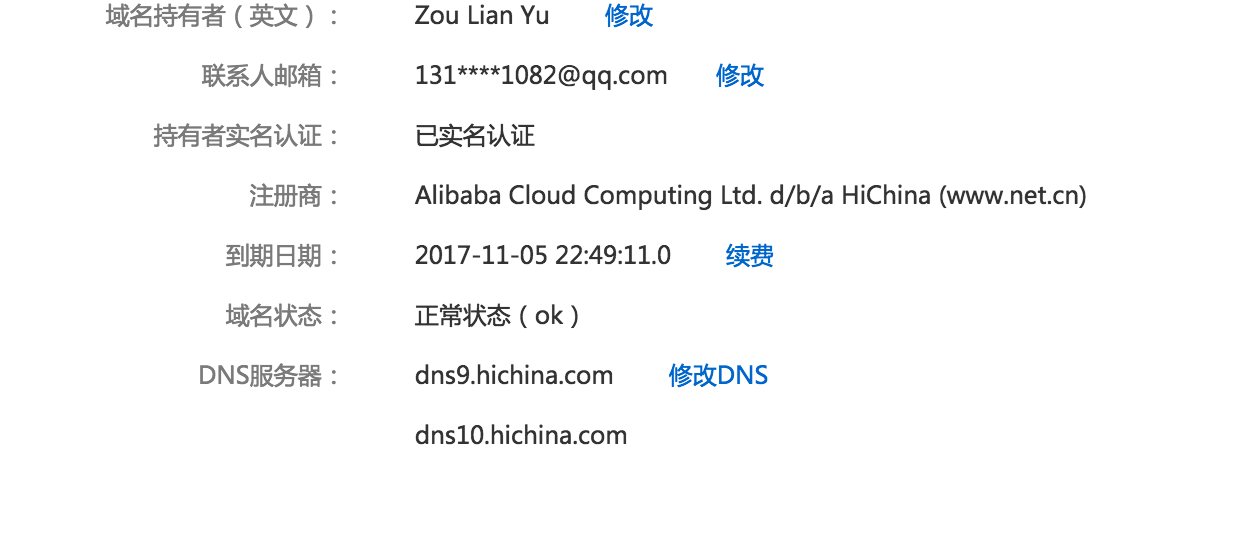 域名持有者（英文）： Zou Lian Yu 修改
联系人邮箱： 131****1082@qq.com 修改
持有者实名认证： 已实名认证
注册商： Alibaba Cloud Computing Ltd. d/b/a HiChina (www.net.cn)
到期日期： 2017-11-05 22:49:11.0 续费
域名状态： 正常状态（ok）
DNS服务器： dns9.hichina.com 修改DNS
dns10.hichina.com